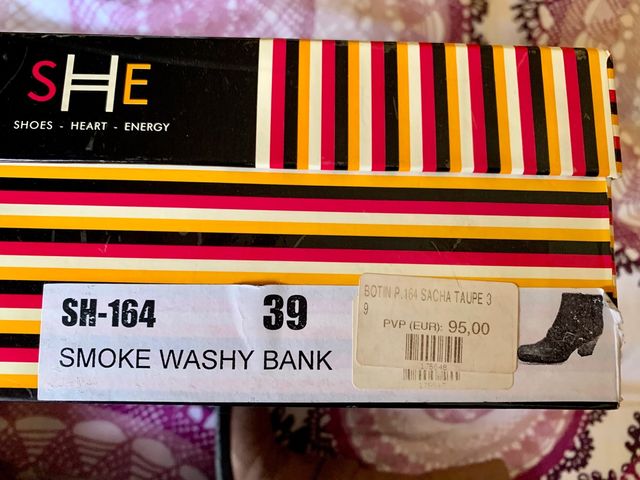 SHE
SHOES - HEART - ENERGY
SH-164 39
SMOKE WASHY BANK
BOTIN P.164 SACHA TAUPE 3
9
PVP (EUR): 95,00